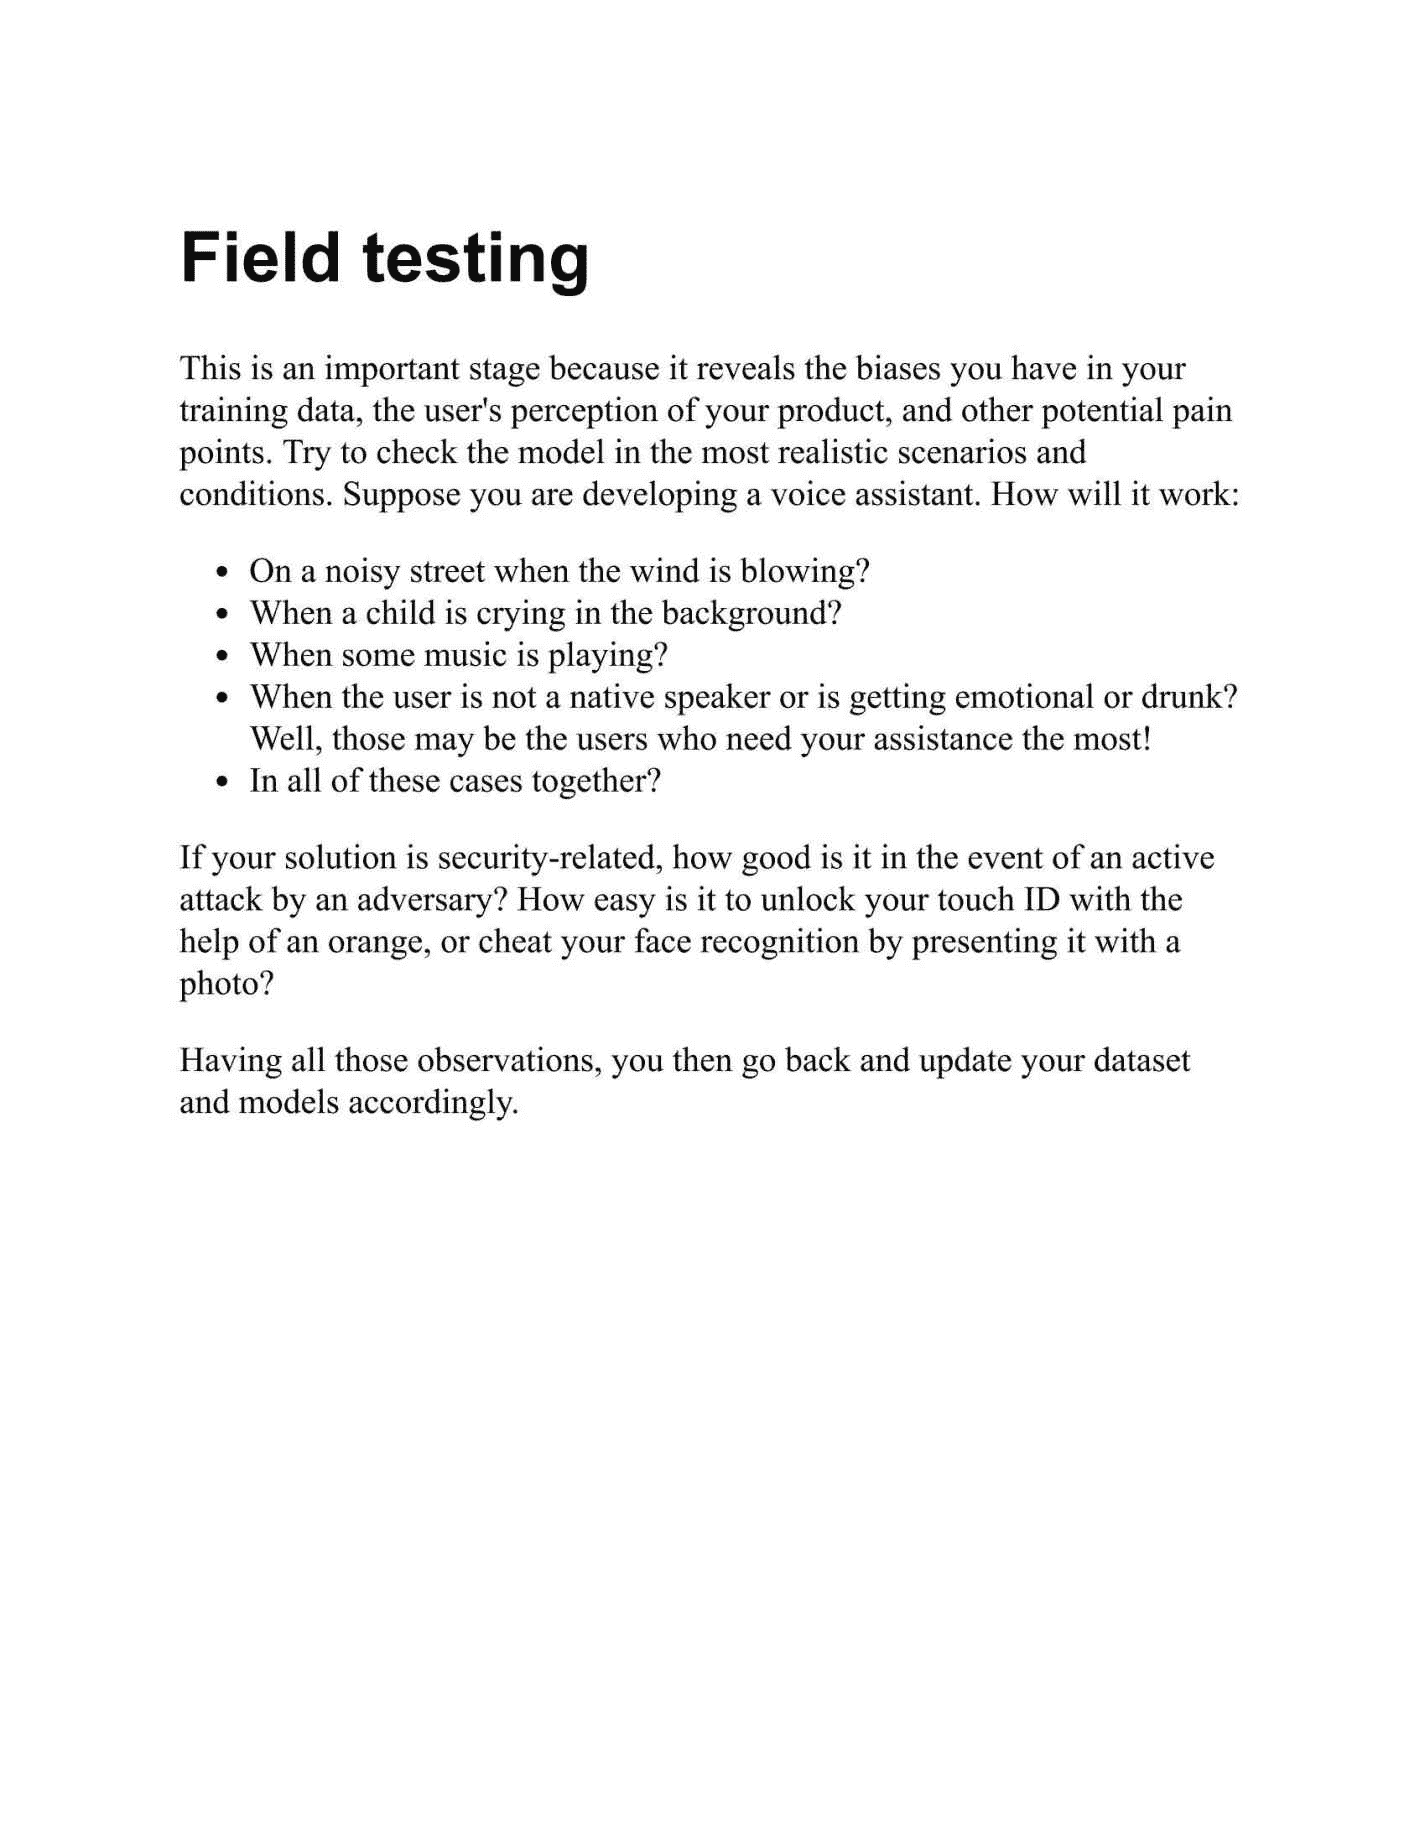 Field testing
This is an important stage because it reveals the biases you have in your
training data, the user's perception of your product, and other potential pain
points. Try to check the model in the most realistic scenarios and
conditions. Suppose you are developing a voice assistant. How will it work:
• On a noisy street when the wind is blowing?
• When a child is crying in the background?
• When some music is playing?
• When the user is not a native speaker or is getting emotional or drunk?
Well, those may be the users who need your assistance the most!
• In all of these cases together?
If your solution is security-related, how good is it in the event of an active
attack by an adversary? How easy is it to unlock your touch ID with the
help of an orange, or cheat your face recognition by presenting it with a
photo?
Having all those observations, you then go back and update your dataset
and models accordingly.